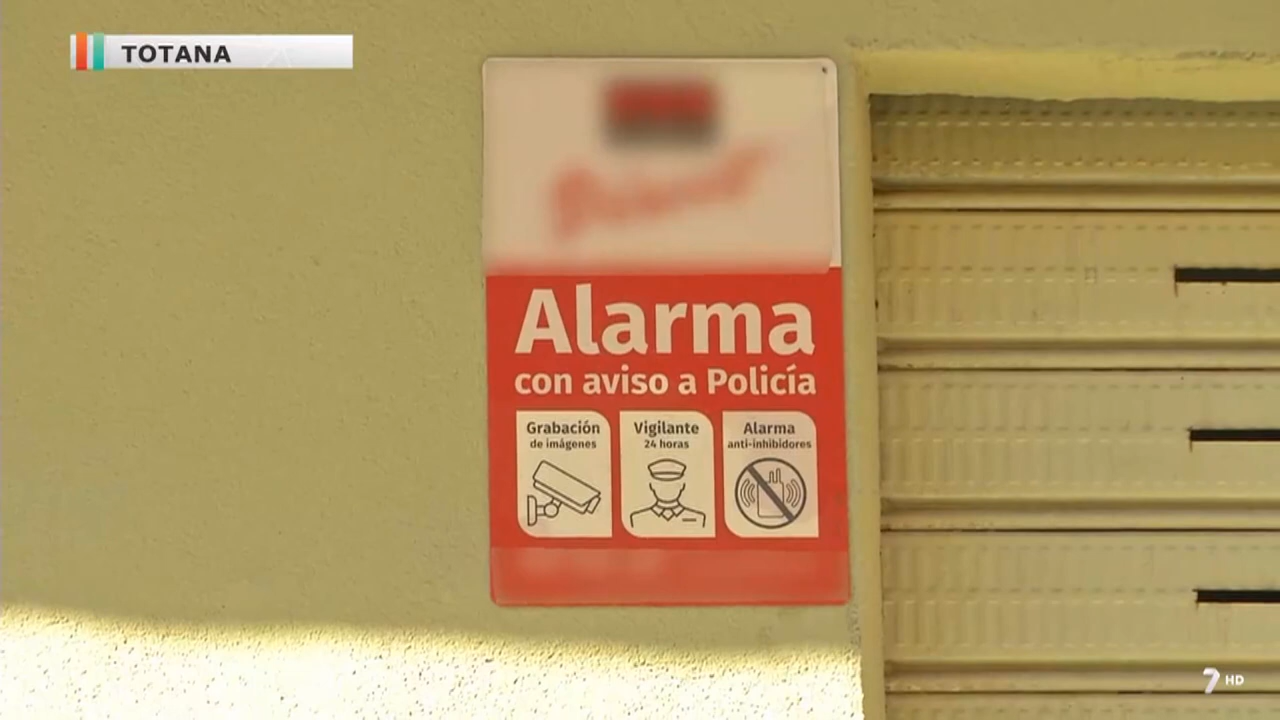 TOTANA
Alarma
con aviso a Policía
Grabación
de imágenes
Vigilante
24 horas
Alarma
anti-inhibidores
7 HD